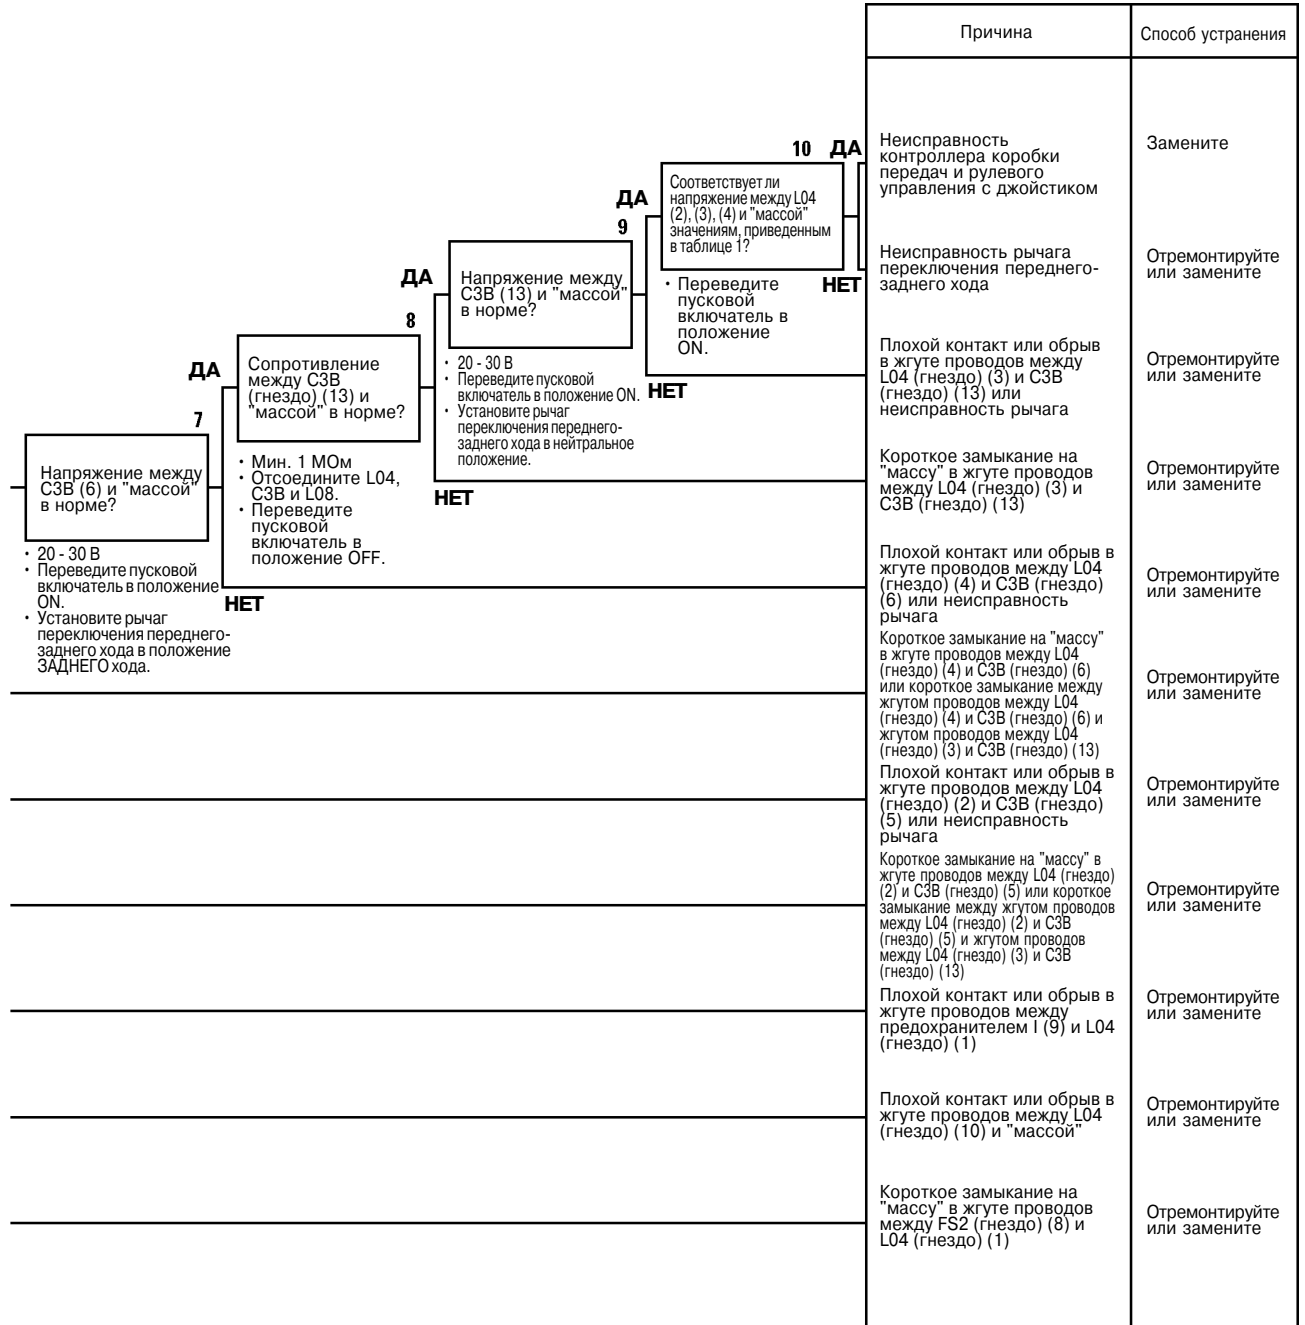 Причина
Способ устранения
10 ДА
Неисправность
контроллера коробки
передач и рулевого
управления с джойстиком
Замените
ДА
9
Соответствует ли
напряжение между L04
(2), (3), (4) и "массой"
значениям, приведенным
в таблице 1?
• Переведите
пусковой
включатель в
положение
ON.
НЕТ
Неисправность рычага
переключения переднего-
заднего хода
Отремонтируйте
или замените
ДА
8
Напряжение между
С3В (13) и "массой"
в норме?
• 20 - 30 В
• Переведите пусковой
включатель в положение ON.
• Установите рычаг
переключения переднего-
заднего хода в нейтральное
положение.
НЕТ
Плохой контакт или обрыв
в жгуте проводов между
L04 (гнездо) (3) и С3В
(гнездо) (13) или
неисправность рычага
Отремонтируйте
или замените
ДА
7
Сопротивление
между С3В
(гнездо) (13) и
"массой" в норме?
• Мин. 1 МОм
• Отсоедините L04,
С3В и L08.
• Переведите
пусковой
включатель в
положение OFF.
НЕТ
Короткое замыкание на
"массу" в жгуте проводов
между L04 (гнездо) (3) и
С3В (гнездо) (13)
Отремонтируйте
или замените
Напряжение между
С3В (6) и "массой"
в норме?
• 20 - 30 В
• Переведите пусковой
включатель в положение
ON.
• Установите рычаг
переключения переднего-
заднего хода в положение
ЗАДНЕГО хода.
НЕТ
Плохой контакт или обрыв в
жгуте проводов между L04
(гнездо) (4) и С3В (гнездо)
(6) или неисправность
рычага
Отремонтируйте
или замените
Короткое замыкание на "массу"
в жгуте проводов между L04
(гнездо) (4) и С3В (гнездо) (6)
или короткое замыкание между
жгутом проводов между L04
(гнездо) (4) и С3В (гнездо) (6) и
жгутом проводов между L04
(гнездо) (3) и С3В (гнездо) (13)
Отремонтируйте
или замените
Плохой контакт или обрыв в
жгуте проводов между L04
(гнездо) (2) и С3В (гнездо)
(5) или неисправность
рычага
Отремонтируйте
или замените
Короткое замыкание на "массу" в
жгуте проводов между L04 (гнездо)
(2) и С3В (гнездо) (5) или короткое
замыкание между жгутом проводов
между L04 (гнездо) (2) и С3В
(гнездо) (5) и жгутом проводов
между L04 (гнездо) (3) и С3В
(гнездо) (13)
Отремонтируйте
или замените
Плохой контакт или обрыв в
жгуте проводов между
предохранителем I (9) и L04
(гнездо) (1)
Отремонтируйте
или замените
Плохой контакт или обрыв в
жгуте проводов между L04
(гнездо) (10) и "массой"
Отремонтируйте
или замените
Короткое замыкание на
"массу" в жгуте проводов
между FS2 (гнездо) (8) и
L04 (гнездо) (1)
Отремонтируйте
или замените